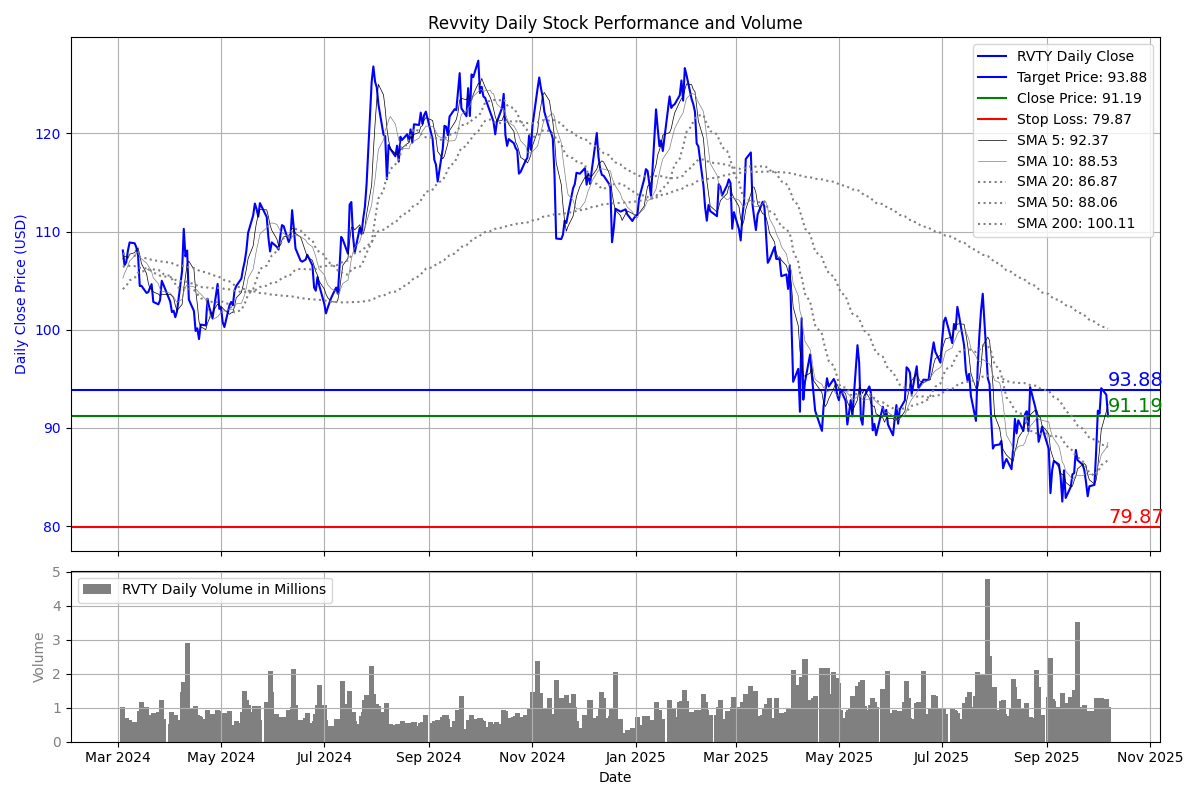 Revvity Daily Stock Performance and Volume
Daily Close Price (USD)
120
110
100
90
80
RVTY Daily Close
Target Price: 93.88
Close Price: 91.19
Stop Loss: 79.87
SMA 5: 92.37
SMA 10: 88.53
SMA 20: 86.87
SMA 50: 88.06
SMA 200: 100.11
93.88
91.19
79.87
Volume
5
4
3
2
1
0
RVTY Daily Volume in Millions
Mar 2024 May 2024 Jul 2024 Sep 2024 Nov 2024 Jan 2025 Mar 2025 May 2025 Jul 2025 Sep 2025 Nov 2025
Date